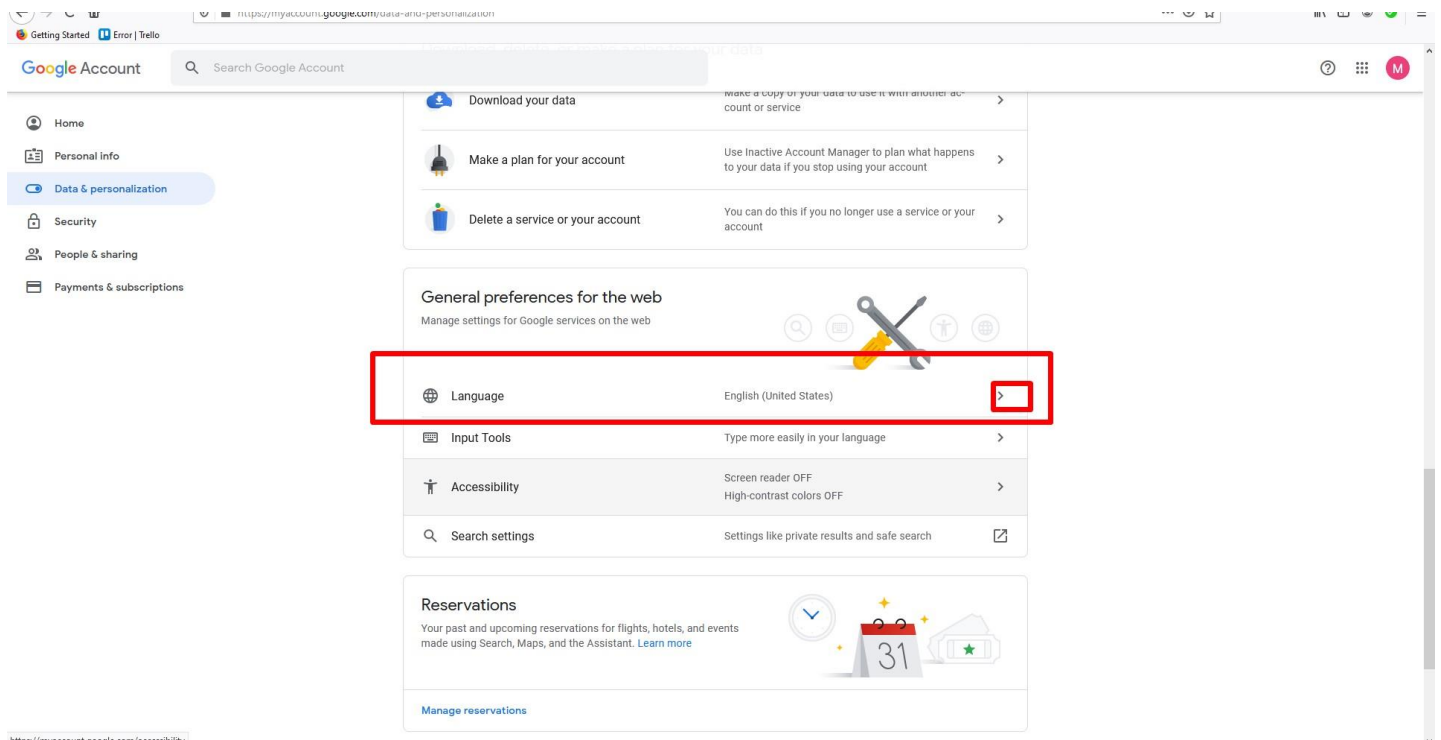 https://myaccount.google.com/data-and-personalization
Getting Started Error | Trello
Google Account
Search Google Account
M
Home
Personal info
Data & personalization
Security
People & sharing
Payments & subscriptions
your data
Download your data
Make a copy of your data to use it with another ac-
count or service
Make a plan for your account
Use Inactive Account Manager to plan what happens
to your data if you stop using your account
Delete a service or your account
You can do this if you no longer use a service or your
account
General preferences for the web
Manage settings for Google services on the web
Language
English (United States)
Input Tools
Type more easily in your language
Accessibility
Screen reader OFF
High-contrast colors OFF
Search settings
Settings like private results and safe search
Reservations
Your past and upcoming reservations for flights, hotels, and events
made using Search, Maps, and the Assistant. Learn more
31
Manage reservations
https://myaccount.google.com/accessibility